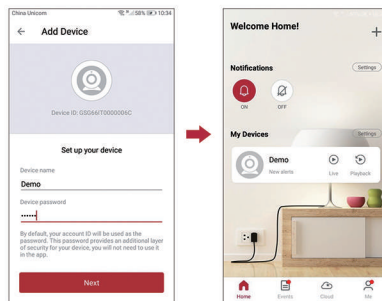 China Unicom
58%
10:34
Add Device
Device ID: GS066IT0000006C
Set up your device
Device name
Demo
Device password
••••••
By default, your account ID will be used as the
password. This password provides an additional layer
of security for your device, you will not need to use it
in the app.
Next
Welcome Home!
+
Notifications
Settings
ON
OFF
My Devices
Settings
Demo
New alerts
Live
Playback
Home
Events
Cloud
Me